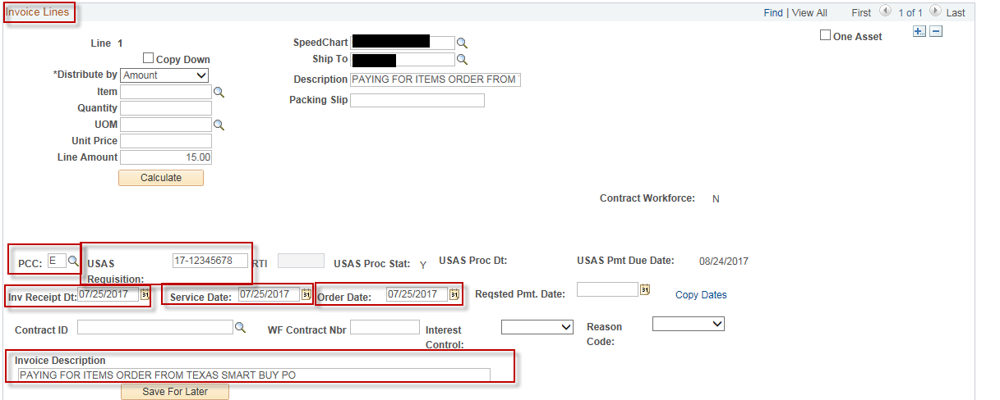 Invoice Lines
Find | View All First 1 of 1 Last
Line 1
SpeedChart
One Asset
Copy Down
Ship To
*Distribute by Amount
Description PAYING FOR ITEMS ORDER FROM
Item
Packing Slip
Quantity
UOM
Unit Price
Line Amount 15.00
Calculate
Contract Workforce: N
PCC: E
USAS Requisition: 17-12345678
RTI
USAS Proc Stat: Y
USAS Proc Dt:
USAS Pmt Due Date: 08/24/2017
Inv Receipt Dt: 07/25/2017
Service Date: 07/25/2017
Order Date: 07/25/2017
Reqsted Pmt. Date:
Copy Dates
Contract ID
WF Contract Nbr
Interest Control:
Reason Code:
Invoice Description
PAYING FOR ITEMS ORDER FROM TEXAS SMART BUY PO
Save For Later